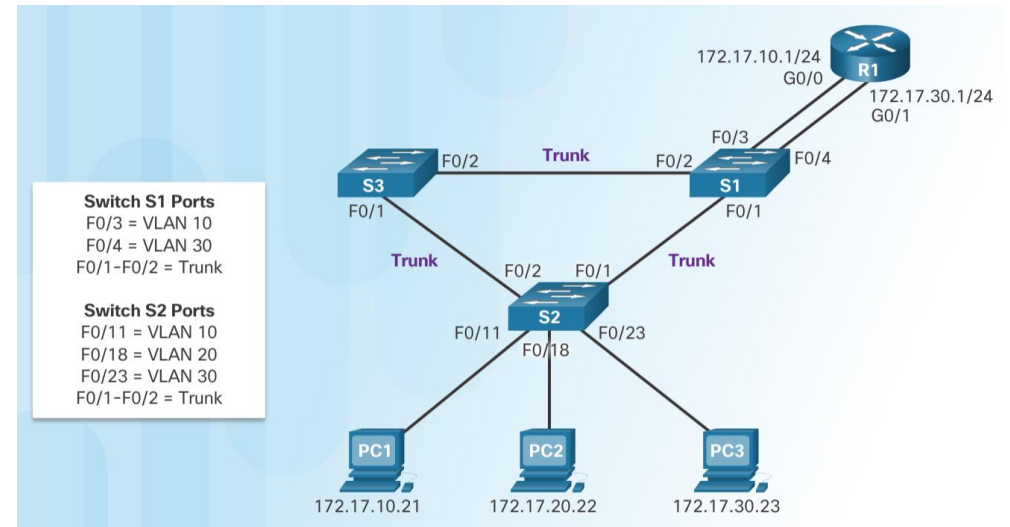 172.17.10.1/24
G0/0
R1
172.17.30.1/24
G0/1
F0/3
F0/2
Trunk
F0/2
F0/4
S3
S1
F0/1
F0/1
Switch S1 Ports
F0/3 = VLAN 10
F0/4 = VLAN 30
F0/1-F0/2 = Trunk
Switch S2 Ports
F0/11 = VLAN 10
F0/18 = VLAN 20
F0/23 = VLAN 30
F0/1-F0/2 = Trunk
Trunk
Trunk
F0/2
F0/1
S2
F0/11
F0/18
F0/23
PC1
PC2
PC3
172.17.10.21
172.17.20.22
172.17.30.23